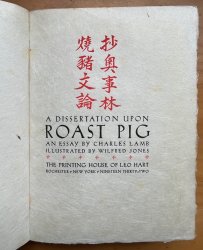 抄奥事林
燒豬文論
A DISSERTATION UPON
ROAST PIG
AN ESSAY BY CHARLES LAMB
ILLUSTRATED BY WILFRED JONES
THE PRINTING HOUSE OF LEO HART
ROCHESTER • NEW YORK • NINETEEN THIRTY-TWO